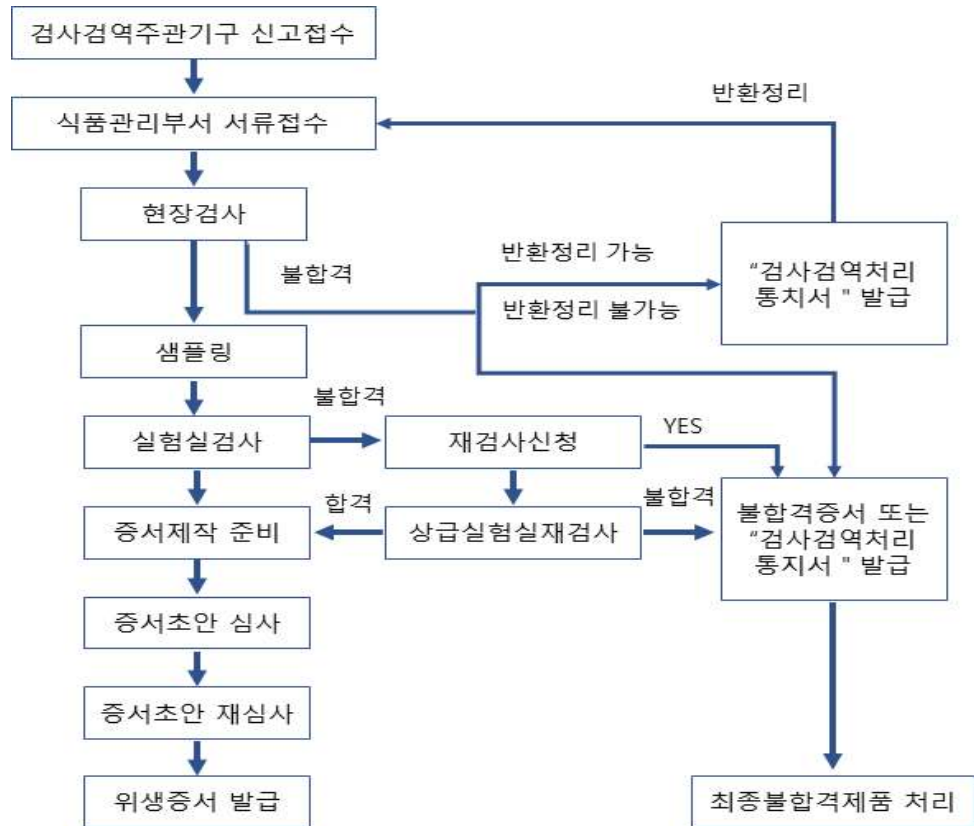 검사검역주관기구 신고접수
반환정리
식품관리부서 서류접수
현장검사
불합격
반환정리 가능
반환정리 불가능
“검사검역처리
통치서 " 발급
샘플링
불합격
실험실검사
재검사신청
YES
합격
불합격
증서제작 준비
상급실험실재검사
불합격증서 또는
“검사검역처리
통지서 " 발급
증서초안 심사
증서초안 재심사
위생증서 발급
최종불합격제품 처리